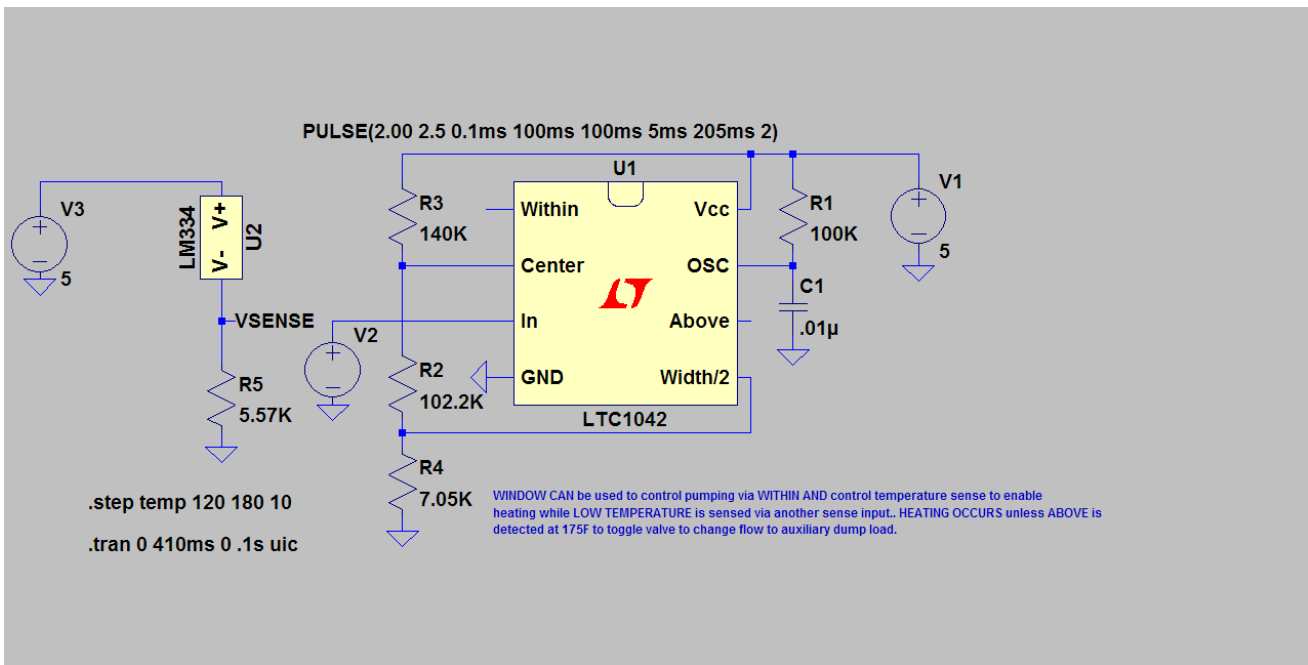 PULSE(2.00 2.5 0.1ms 100ms 100ms 5ms 205ms 2)
V3
5
LM334
V+
V-
U2
VSENSE
R5
5.57K
V2
R3
140K
R2
102.2K
R4
7.05K
U1
Within
Vcc
Center
OSC
In
Above
GND
Width/2
LTC1042
R1
100K
C1
.01µ
V1
5
.step temp 120 180 10
.tran 0 410ms 0 .1s uic
WINDOW CAN be used to control pumping via WITHIN AND control temperature sense to enable
heating while LOW TEMPERATURE is sensed via another sense input.. HEATING OCCURS unless ABOVE is
detected at 175F to toggle valve to change flow to auxiliary dump load.